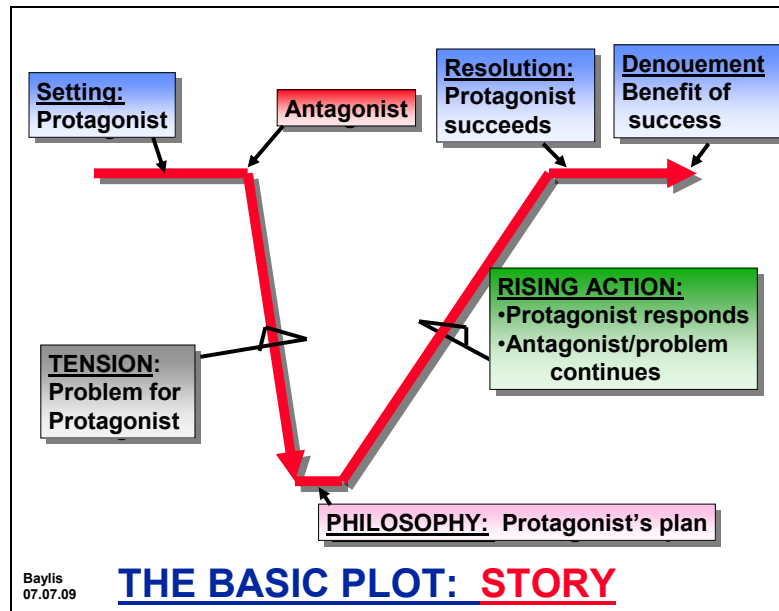 Setting:
Protagonist
Antagonist
Resolution:
Protagonist
succeeds
Denouement
Benefit of
success
TENSION:
Problem for
Protagonist
RISING ACTION:
•Protagonist responds
•Antagonist/problem
continues
PHILOSOPHY: Protagonist’s plan
Baylis
07.07.09
THE BASIC PLOT: STORY